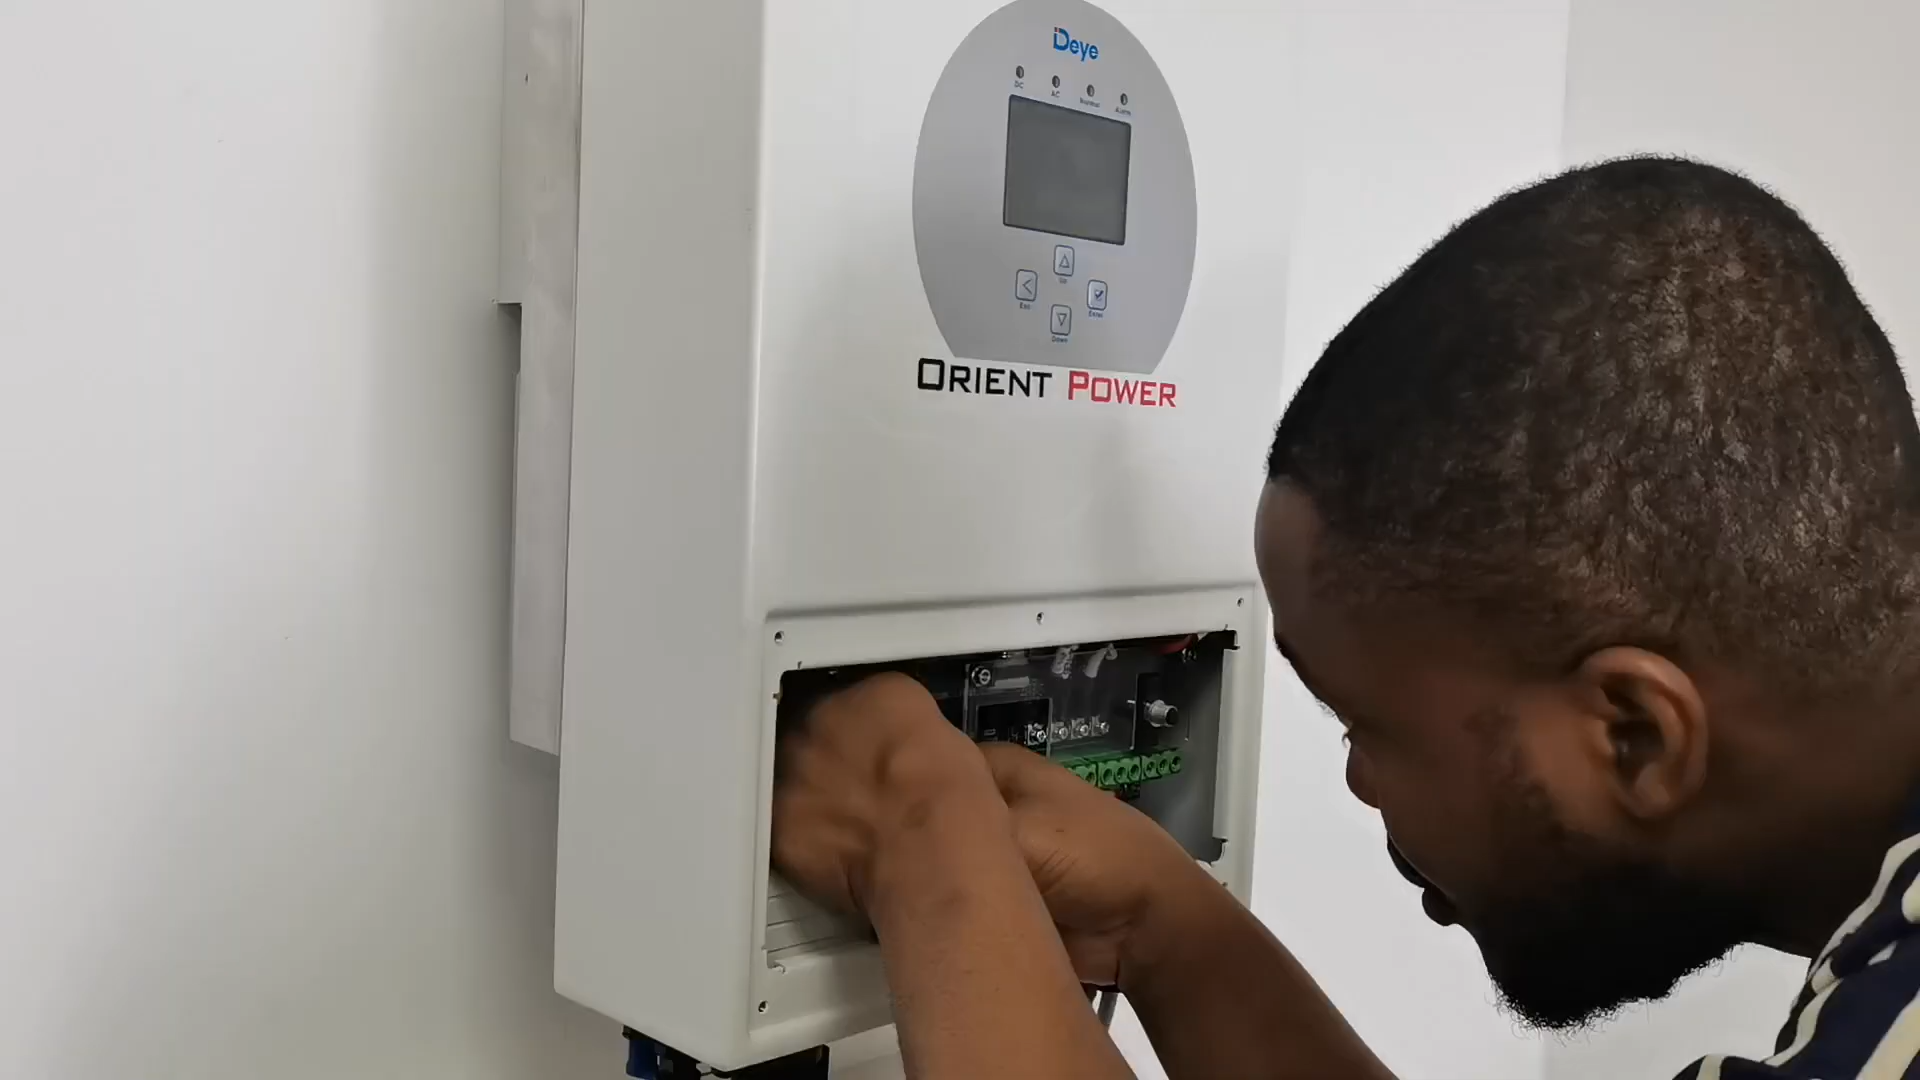 Deye
DC AC Normal Alarm
Up
Esc Enter
Down
ORIENT POWER